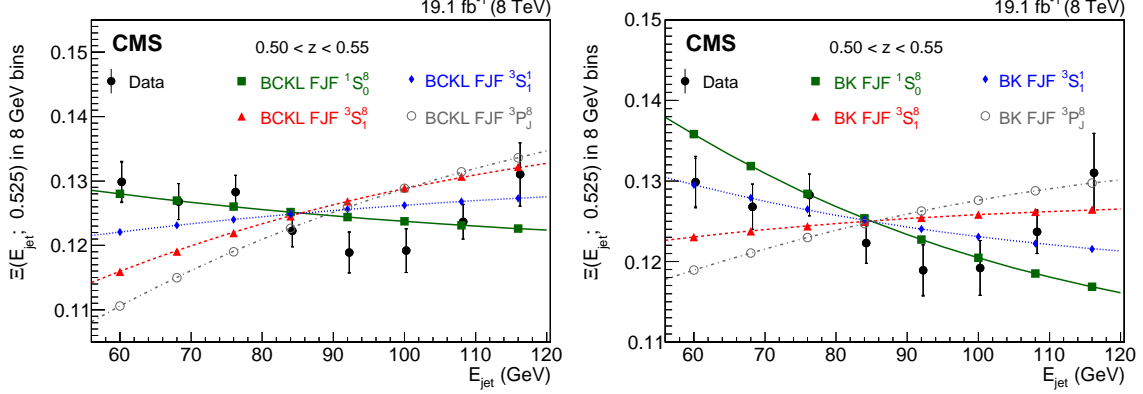 19.1 fb⁻¹ (8 TeV)
CMS
0.50 < z < 0.55
Data
BCKL FJF ¹S₀⁸
BCKL FJF ³S₁¹
BCKL FJF ³S₁⁸
BCKL FJF ³P_J⁸
0.15
0.14
0.13
0.12
0.11
Ξ(E_jet; 0.525) in 8 GeV bins
60 70 80 90 100 110 120
E_jet (GeV)
19.1 fb⁻¹ (8 TeV)
CMS
0.50 < z < 0.55
Data
BK FJF ¹S₀⁸
BK FJF ³S₁¹
BK FJF ³S₁⁸
BK FJF ³P_J⁸
0.15
0.14
0.13
0.12
0.11
Ξ(E_jet; 0.525) in 8 GeV bins
60 70 80 90 100 110 120
E_jet (GeV)